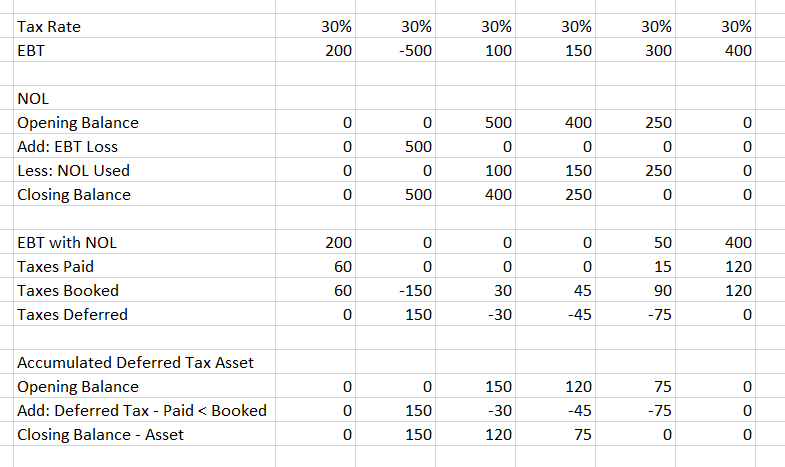 Tax Rate 30% 30% 30% 30% 30% 30%
EBT 200 -500 100 150 300 400
NOL
Opening Balance 0 0 500 400 250 0
Add: EBT Loss 0 500 0 0 0 0
Less: NOL Used 0 0 100 150 250 0
Closing Balance 0 500 400 250 0 0
EBT with NOL 200 0 0 0 50 400
Taxes Paid 60 0 0 0 15 120
Taxes Booked 60 -150 30 45 90 120
Taxes Deferred 0 150 -30 -45 -75 0
Accumulated Deferred Tax Asset
Opening Balance 0 0 150 120 75 0
Add: Deferred Tax - Paid < Booked 0 150 -30 -45 -75 0
Closing Balance - Asset 0 150 120 75 0 0